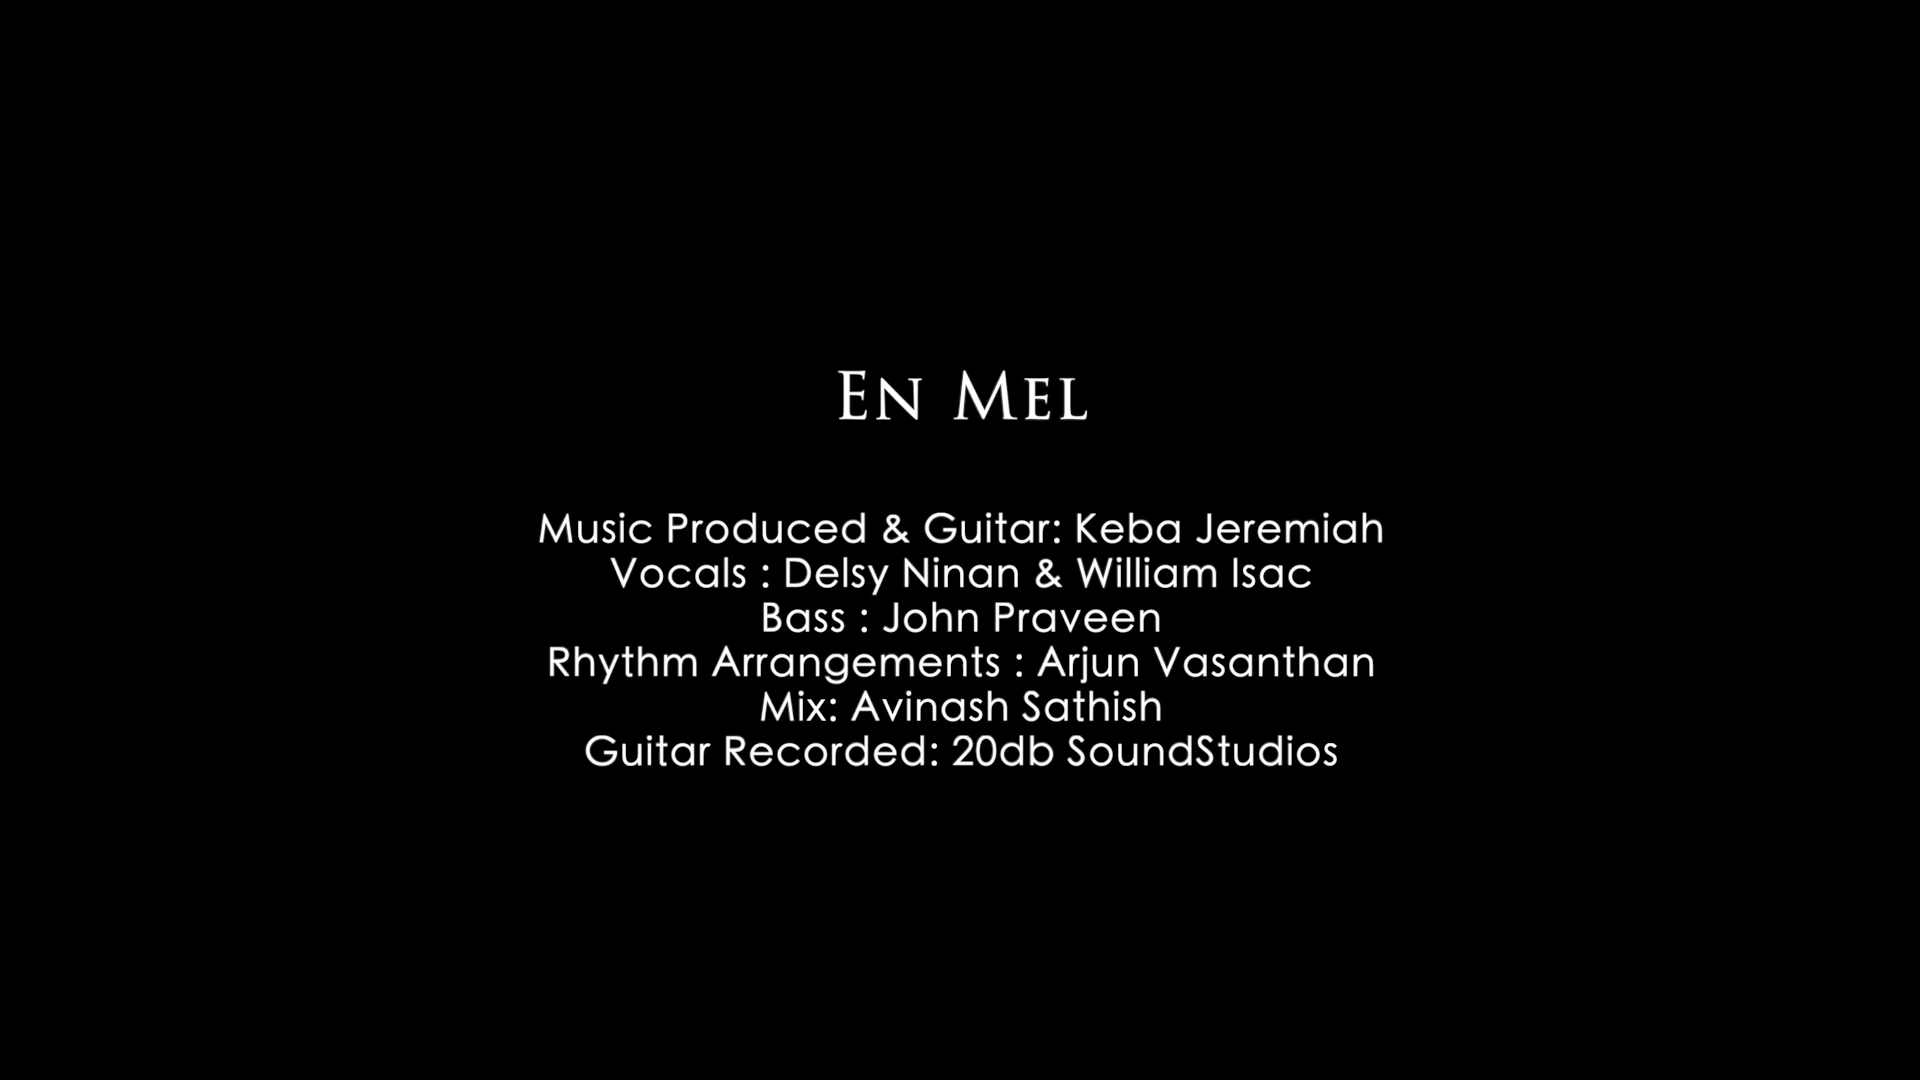 En Mel
Music Produced & Guitar: Keba Jeremiah
Vocals : Delsy Ninan & William Isac
Bass : John Praveen
Rhythm Arrangements : Arjun Vasanthan
Mix: Avinash Sathish
Guitar Recorded: 20db SoundStudios